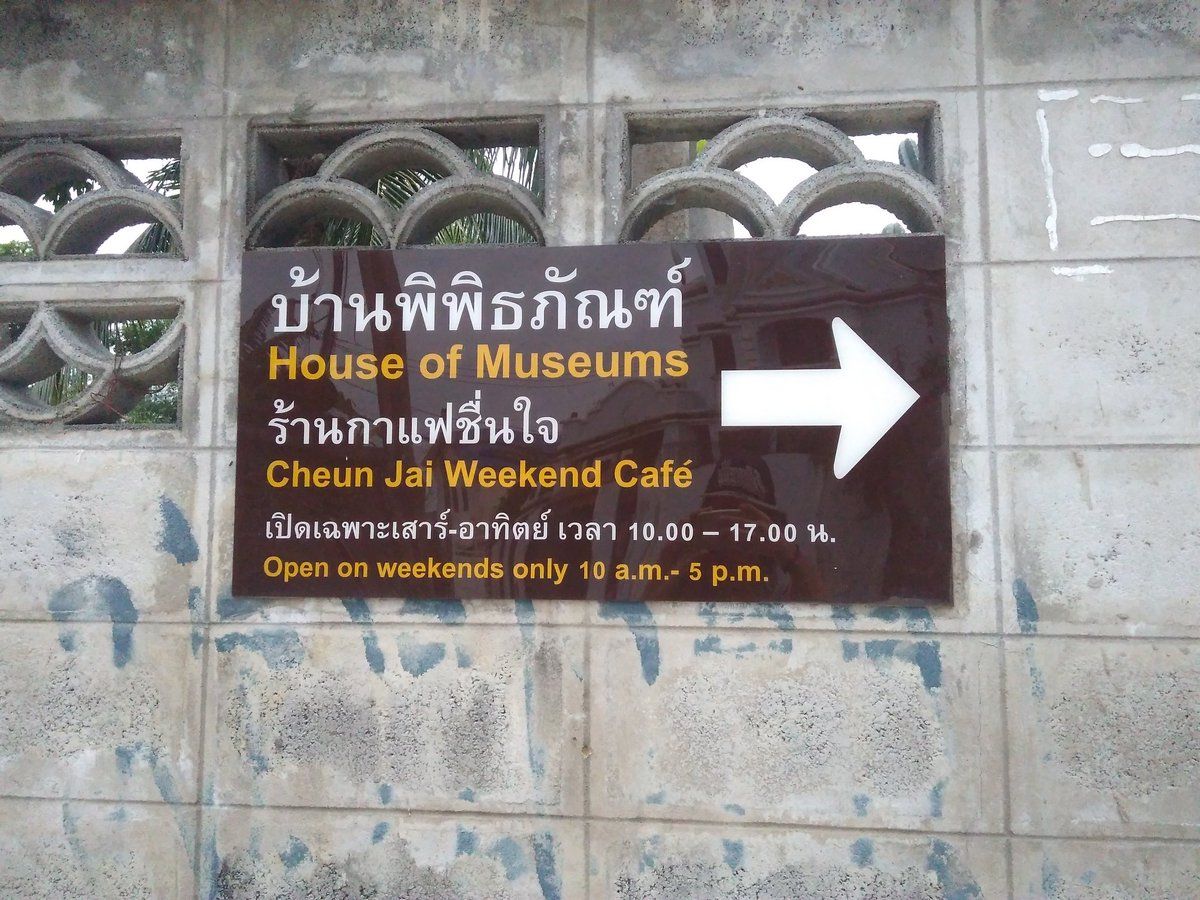 บ้านพิพิธภัณฑ์
House of Museums
ร้านกาแฟชื่นใจ
Cheun Jai Weekend Café
เปิดเฉพาะเสาร์-อาทิตย์ เวลา 10.00 – 17.00 น.
Open on weekends only 10 a.m.- 5 p.m.